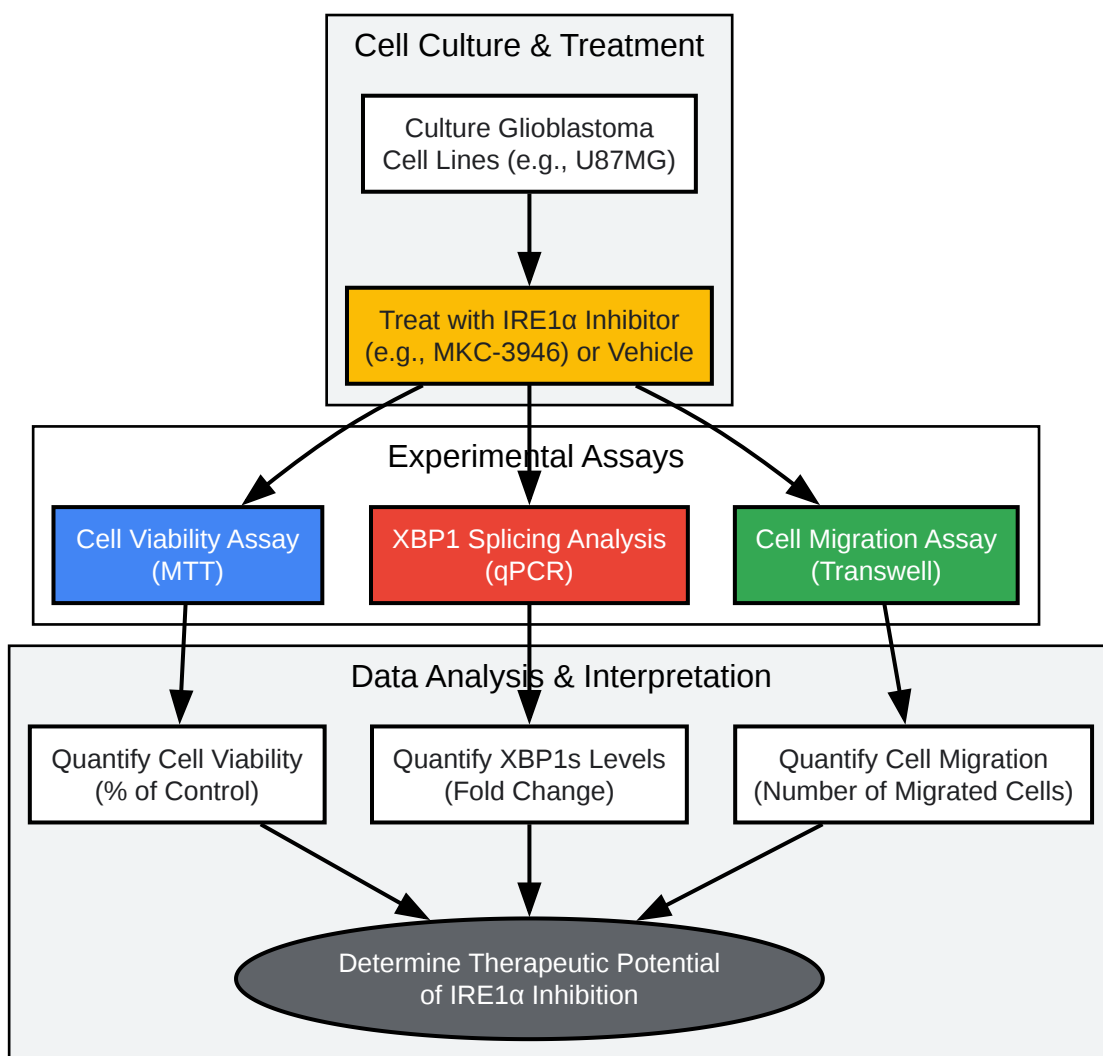 Cell Culture & Treatment
Culture Glioblastoma
Cell Lines (e.g., U87MG)
Treat with IRE1α Inhibitor
(e.g., MKC-3946) or Vehicle
Experimental Assays
Cell Viability Assay
(MTT)
XBP1 Splicing Analysis
(qPCR)
Cell Migration Assay
(Transwell)
Data Analysis & Interpretation
Quantify Cell Viability
(% of Control)
Quantify XBP1s Levels
(Fold Change)
Quantify Cell Migration
(Number of Migrated Cells)
Determine Therapeutic Potential
of IRE1α Inhibition